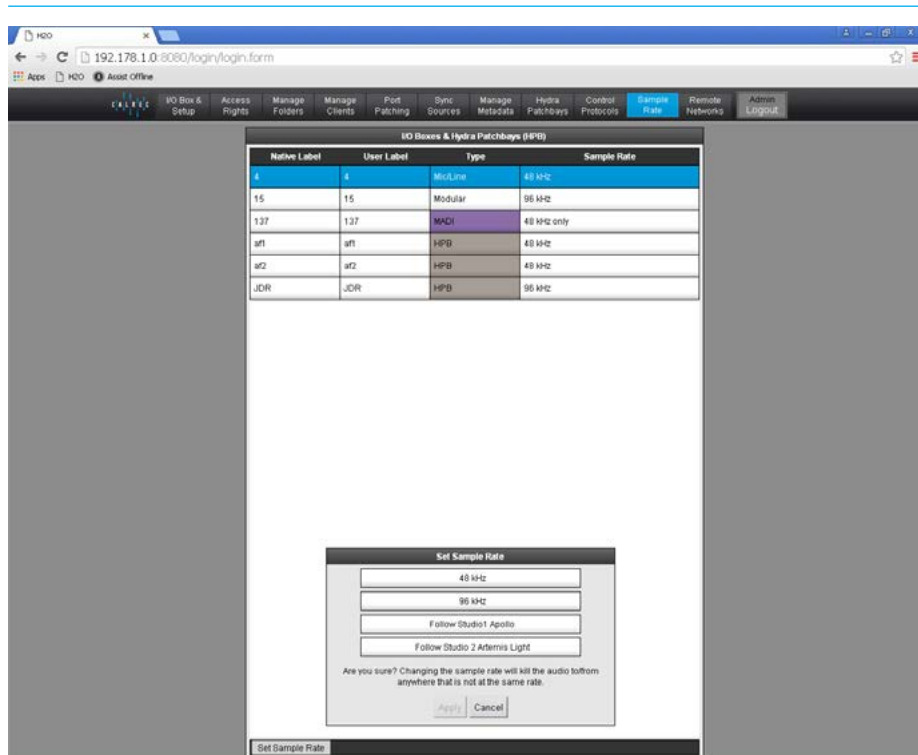 H2O
192.178.1.0:8080/login/login.form
Apps H2O Assist Offline
CALREC
I/O Box & Setup
Access Rights
Manage Folders
Manage Clients
Port Patching
Sync Sources
Manage Metadata
Hydra Patchbays
Control Protocols
Sample Rate
Remote Networks
Admin Logout
I/O Boxes & Hydra Patchbays (HPB)
Native Label User Label Type Sample Rate
4 4 Mic/Line 48 kHz
15 15 Modular 96 kHz
137 137 MADI 48 kHz only
af1 af1 HPB 48 kHz
af2 af2 HPB 48 kHz
JDR JDR HPB 96 kHz
Set Sample Rate
48 kHz
96 kHz
Follow Studio1 Apollo
Follow Studio 2 Artemis Light
Are you sure? Changing the sample rate will kill the audio to/from
anywhere that is not at the same rate.
Apply Cancel
Set Sample Rate